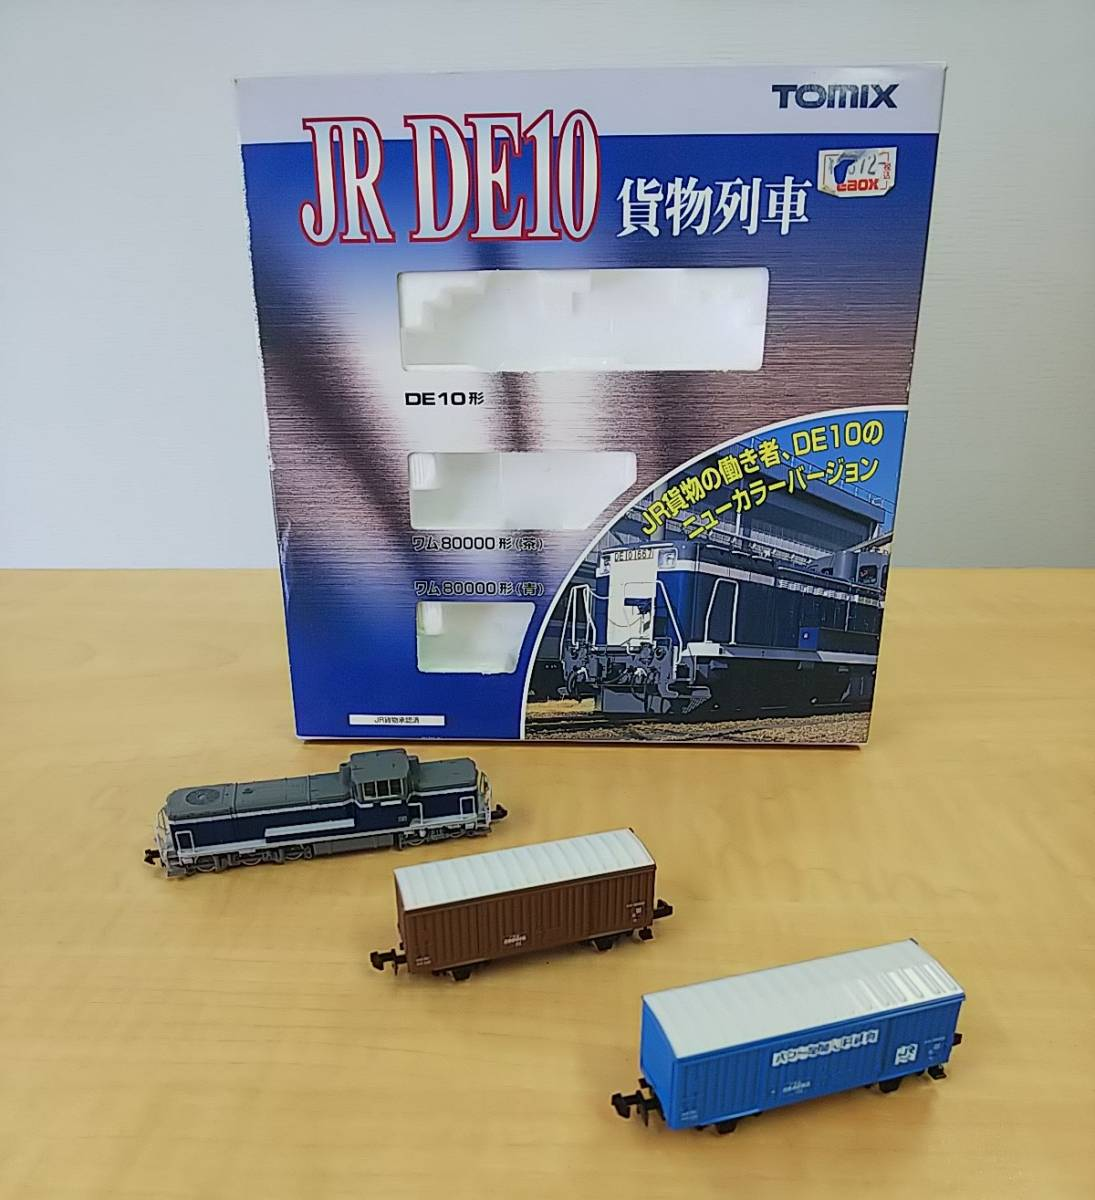 TOMIX
JR DE10 貨物列車
Laox
DE10形
JR貨物の働き者、DE10の
ニューカラーバージョン
ワム80000形(茶)
ワム80000形(青)
DE10 1667
JR貨物承認済